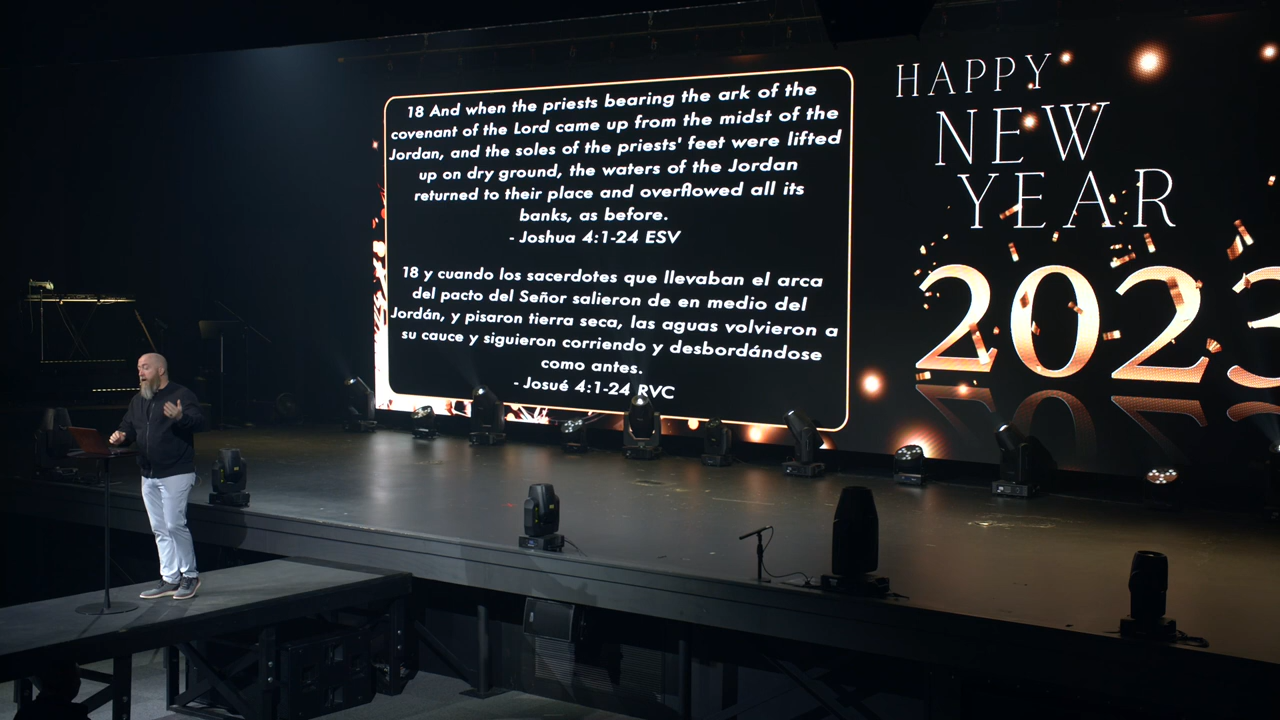 18 And when the priests bearing the ark of the
covenant of the Lord came up from the midst of the
Jordan, and the soles of the priests' feet were lifted
up on dry ground, the waters of the Jordan
returned to their place and overflowed all its
banks, as before.
- Joshua 4:1-24 ESV
18 y cuando los sacerdotes que llevaban el arca
del pacto del Señor salieron de en medio del
Jordán, y pisaron tierra seca, las aguas volvieron a
su cauce y siguieron corriendo y desbordándose
como antes.
- Josué 4:1-24 RVC
HAPPY
NEW
YEAR
2023